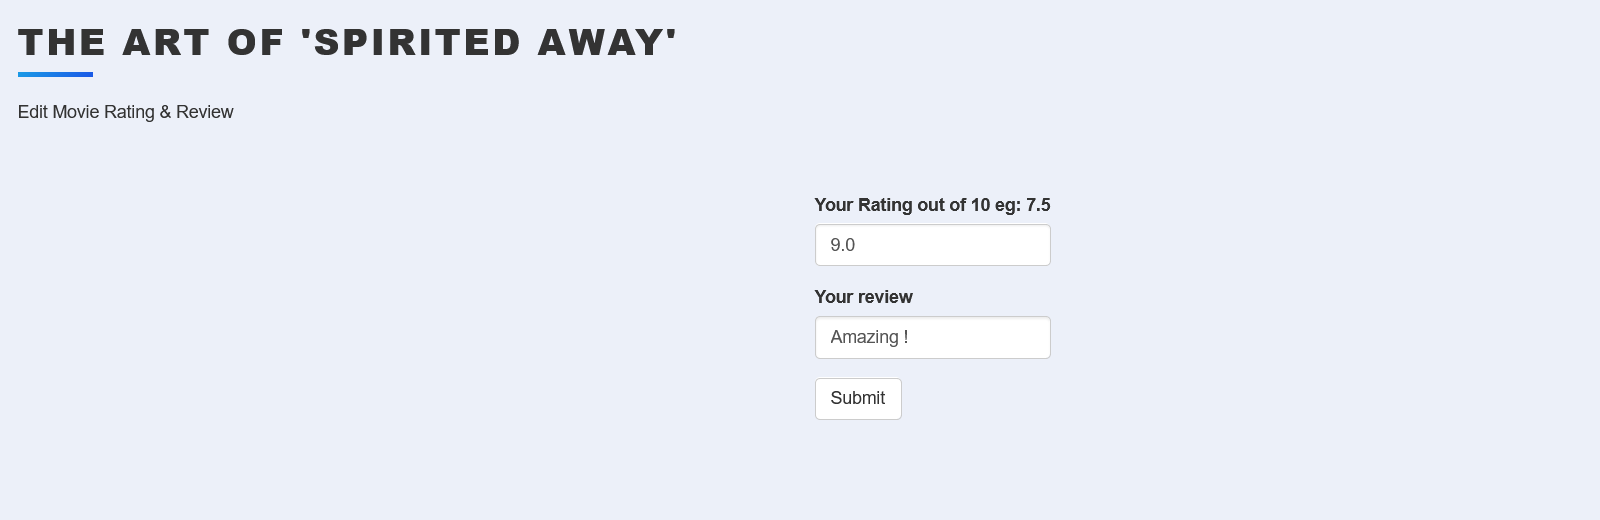 THE ART OF 'SPIRITED AWAY'
Edit Movie Rating & Review
Your Rating out of 10 eg: 7.5
9.0
Your review
Amazing !
Submit